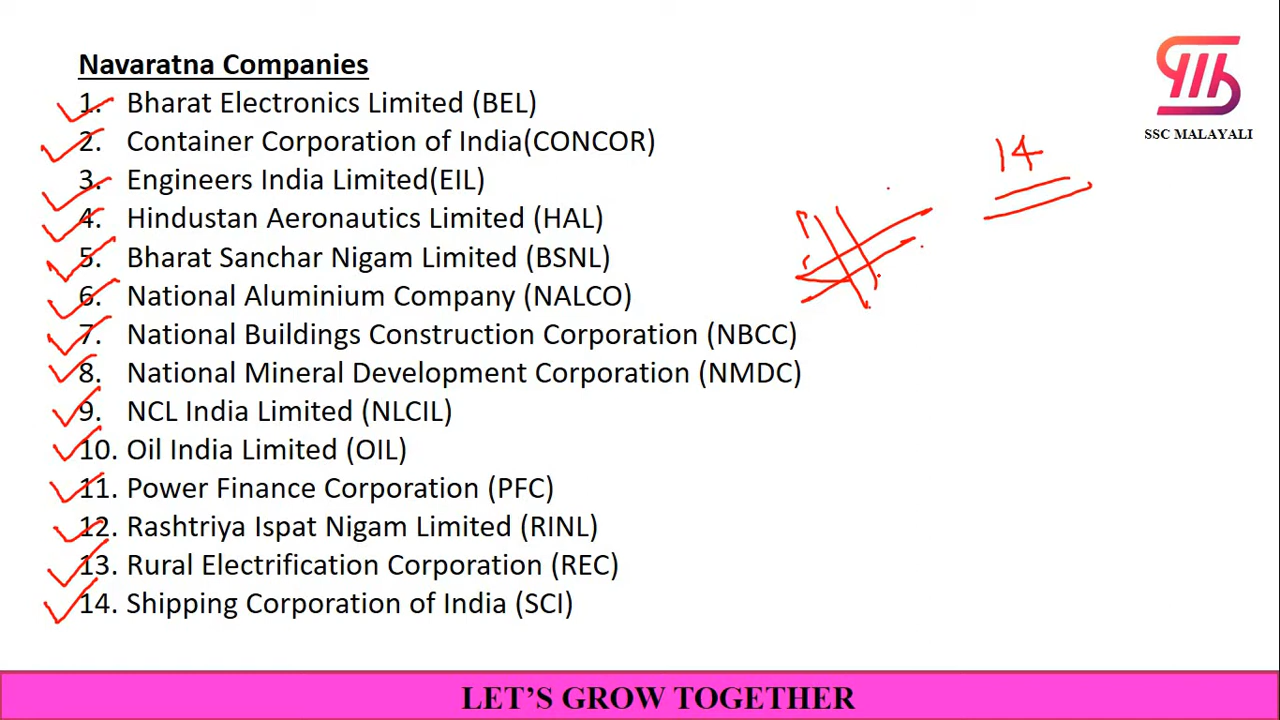 Navaratna Companies
1. Bharat Electronics Limited (BEL)
2. Container Corporation of India(CONCOR)
3. Engineers India Limited(EIL)
4. Hindustan Aeronautics Limited (HAL)
5. Bharat Sanchar Nigam Limited (BSNL)
6. National Aluminium Company (NALCO)
7. National Buildings Construction Corporation (NBCC)
8. National Mineral Development Corporation (NMDC)
9. NCL India Limited (NLCIL)
10. Oil India Limited (OIL)
11. Power Finance Corporation (PFC)
12. Rashtriya Ispat Nigam Limited (RINL)
13. Rural Electrification Corporation (REC)
14. Shipping Corporation of India (SCI)
14
SSC MALAYALI
LET’S GROW TOGETHER